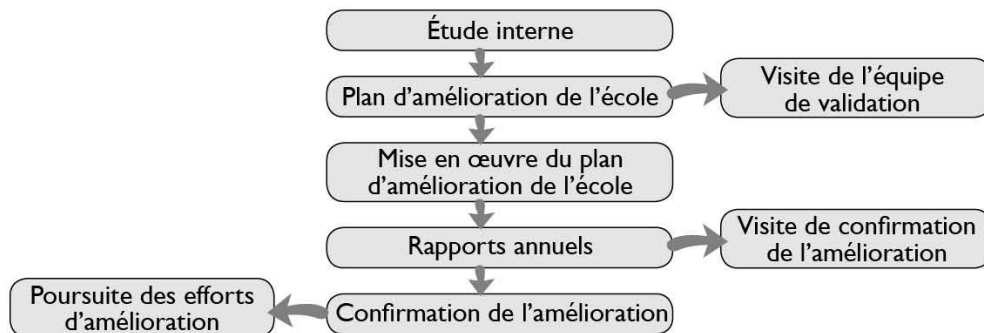 Étude interne
Plan d'amélioration de l'école
Visite de l'équipe
de validation
Mise en œuvre du plan
d'amélioration de l'école
Rapports annuels
Visite de confirmation
de l'amélioration
Confirmation de l'amélioration
Poursuite des efforts
d'amélioration